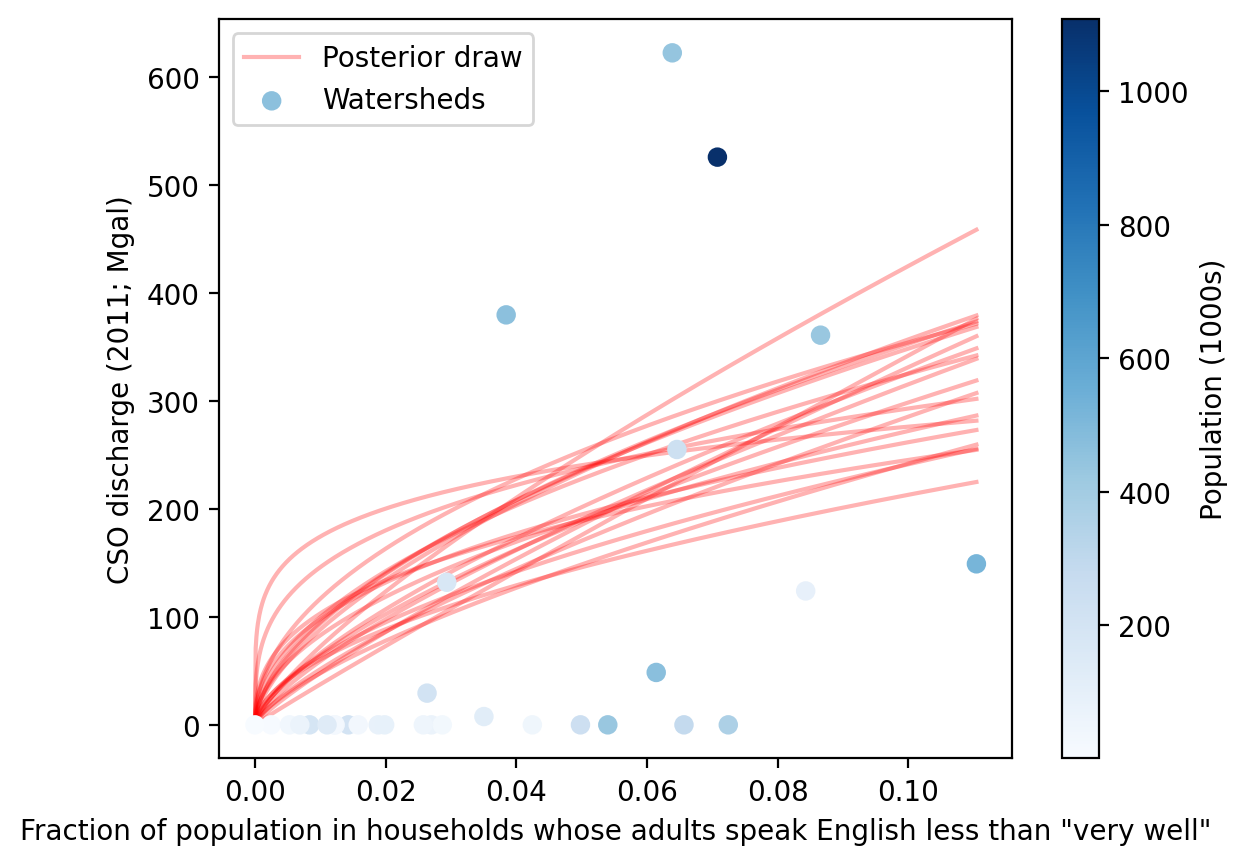 Posterior draw
Watersheds
CSO discharge (2011; Mgal)
600
500
400
300
200
100
0
0.00 0.02 0.04 0.06 0.08 0.10
Fraction of population in households whose adults speak English less than "very well"
1000
800
600
400
200
Population (1000s)